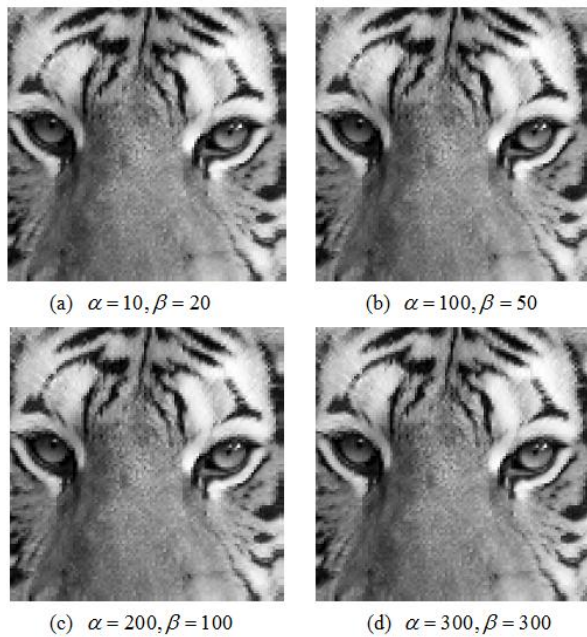 (a) α = 10, β = 20
(b) α = 100, β = 50
(c) α = 200, β = 100
(d) α = 300, β = 300